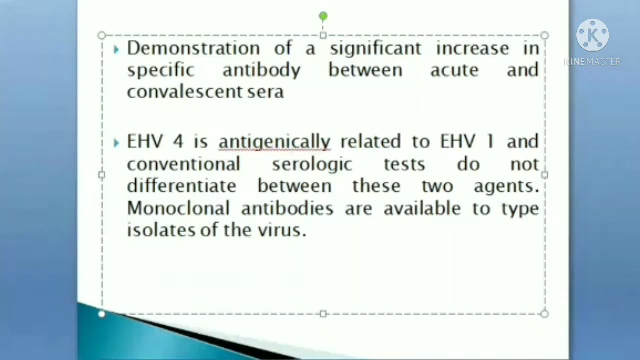 Demonstration of a significant increase in
specific antibody between acute and
convalescent sera
EHV 4 is antigenically related to EHV 1 and
conventional serologic tests do not
differentiate between these two agents.
Monoclonal antibodies are available to type
isolates of the virus.
K
KINEMASTER